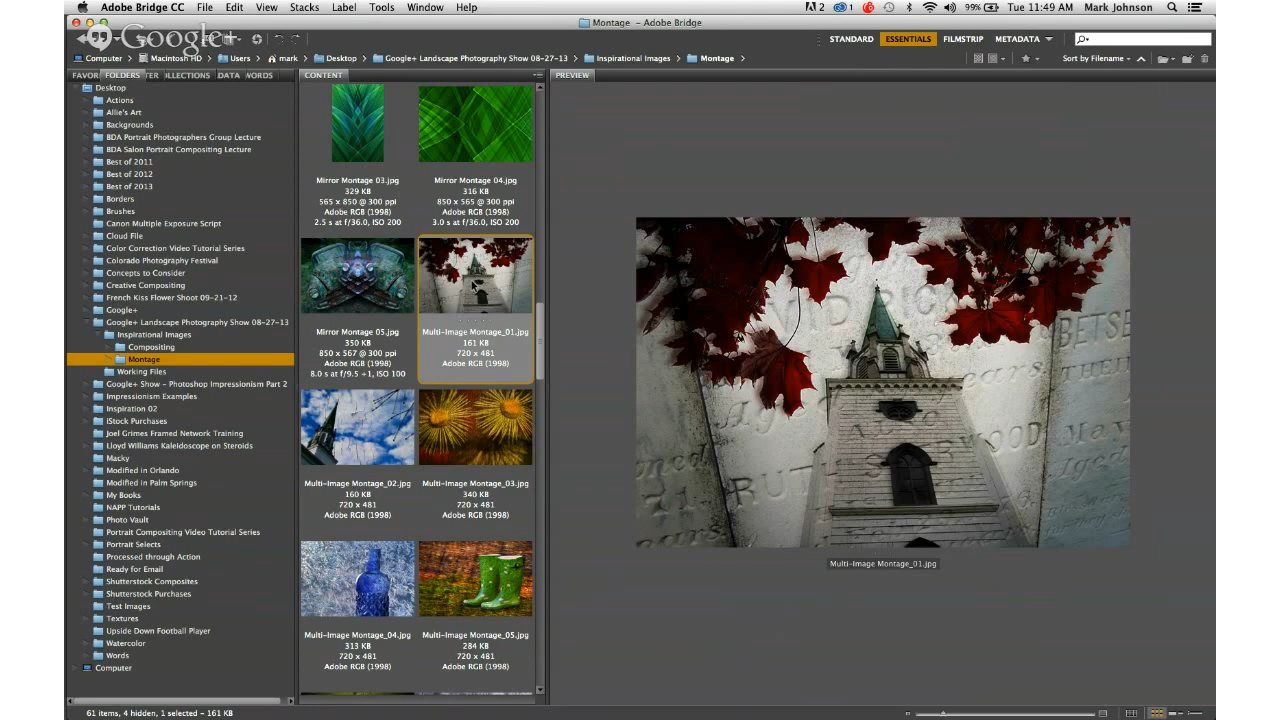 Adobe Bridge CC File Edit View Stacks Label Tools Window Help 2 1 99% Tue 11:49 AM Mark Johnson
Montage – Adobe Bridge
Google+
STANDARD ESSENTIALS FILMSTRIP METADATA
Computer Macintosh HD Users mark Desktop Google+ Landscape Photography Show 08-27-13 Inspirational Images Montage Sort by Filename
FAVOR FOLDERS TER LLECTIONS DATA WORDS
CONTENT
PREVIEW
Desktop
Actions
Allie's Art
Backgrounds
BDA Portrait Photographers Group Lecture
BDA Salon Portrait Compositing Lecture
Best of 2011
Best of 2012
Best of 2013
Borders
Brushes
Canon Multiple Exposure Script
Cloud File
Color Correction Video Tutorial Series
Colorado Photography Festival
Concepts to Consider
Creative Compositing
French Kiss Flower Shoot 09-21-12
Google+
Google+ Landscape Photography Show 08-27-13
Inspirational Images
Compositing
Montage
Working Files
Google+ Show - Photoshop Impressionism Part 2
Impressionism Examples
Inspiration 02
iStock Purchases
Joel Grimes Framed Network Training
Lloyd Williams Kaleidoscope on Steroids
Macky
Modified in Orlando
Modified in Palm Springs
My Books
NAPP Tutorials
Photo Vault
Portrait Compositing Video Tutorial Series
Portrait Selects
Processed through Action
Ready for Email
Shutterstock Composites
Shutterstock Purchases
Test Images
Textures
Upside Down Football Player
Watercolor
Words
Computer
Mirror Montage 03.jpg
329 KB
565 x 850 @ 300 ppi
Adobe RGB (1998)
2.5 s at f/36.0, ISO 200
Mirror Montage 04.jpg
316 KB
850 x 565 @ 300 ppi
Adobe RGB (1998)
3.0 s at f/36.0, ISO 200
Mirror Montage 05.jpg
350 KB
850 x 567 @ 300 ppi
Adobe RGB (1998)
8.0 s at f/9.5 +1, ISO 100
Multi-Image Montage_01.jpg
161 KB
720 x 481
Adobe RGB (1998)
Multi-Image Montage_02.jpg
160 KB
720 x 481
Adobe RGB (1998)
Multi-Image Montage_03.jpg
340 KB
720 x 481
Adobe RGB (1998)
Multi-Image Montage_04.jpg
313 KB
720 x 481
Adobe RGB (1998)
Multi-Image Montage_05.jpg
284 KB
720 x 481
Adobe RGB (1998)
BETSE
RUTH
WOOD
Multi-Image Montage_01.jpg
61 items, 4 hidden, 1 selected – 161 KB